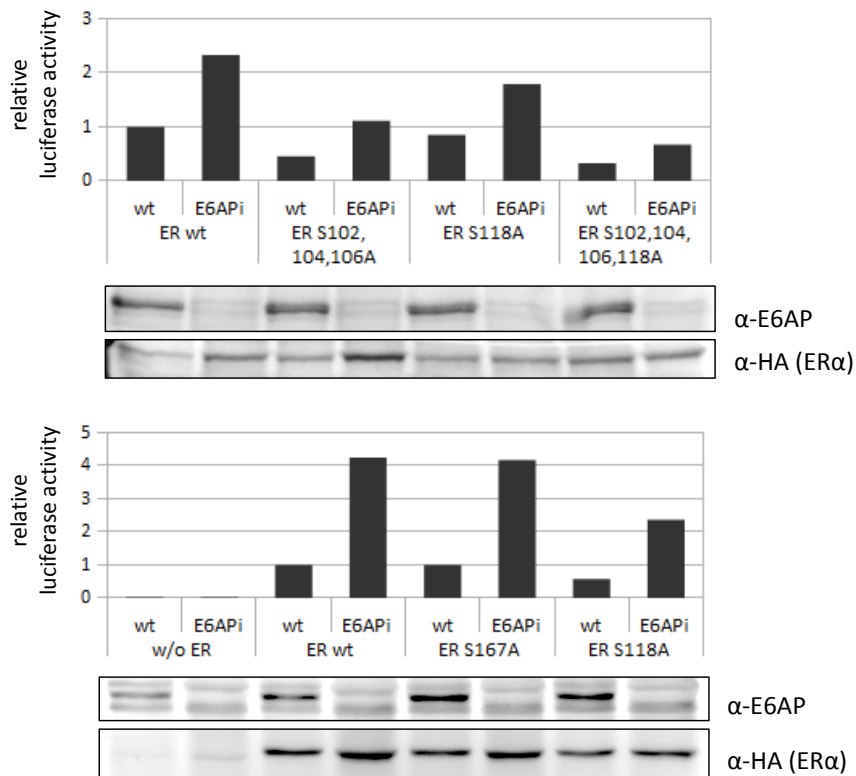 relative
luciferase activity
3
2
1
0
wt E6APi wt E6APi wt E6APi wt E6APi
ER wt ER S102, ER S118A ER S102,104,
104,106A 106,118A
α-E6AP
α-HA (ERα)
relative
luciferase activity
5
4
3
2
1
0
wt E6APi wt E6APi wt E6APi wt E6APi
w/o ER ER wt ER S167A ER S118A
α-E6AP
α-HA (ERα)